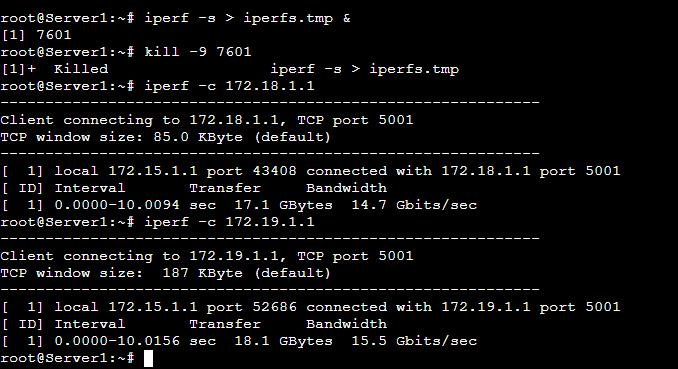 root@Server1:~# iperf -s > iperfs.tmp &
[1] 7601
root@Server1:~# kill -9 7601
[1]+  Killed                  iperf -s > iperfs.tmp
root@Server1:~# iperf -c 172.18.1.1
------------------------------------------------------------
Client connecting to 172.18.1.1, TCP port 5001
TCP window size: 85.0 KByte (default)
------------------------------------------------------------
[  1] local 172.15.1.1 port 43408 connected with 172.18.1.1 port 5001
[ ID] Interval       Transfer     Bandwidth
[  1] 0.0000-10.0094 sec  17.1 GBytes  14.7 Gbits/sec
root@Server1:~# iperf -c 172.19.1.1
------------------------------------------------------------
Client connecting to 172.19.1.1, TCP port 5001
TCP window size:  187 KByte (default)
------------------------------------------------------------
[  1] local 172.15.1.1 port 52686 connected with 172.19.1.1 port 5001
[ ID] Interval       Transfer     Bandwidth
[  1] 0.0000-10.0156 sec  18.1 GBytes  15.5 Gbits/sec
root@Server1:~#